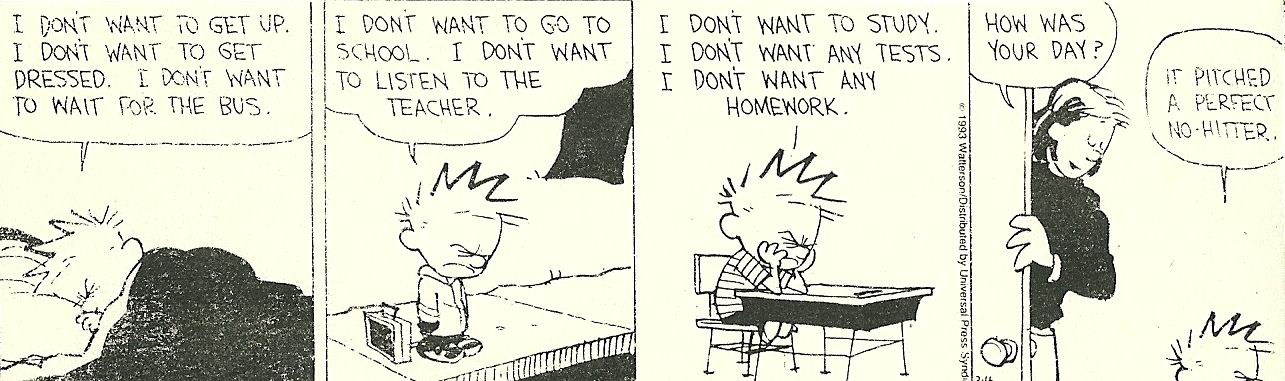 I DON'T WANT TO GET UP.
I DON'T WANT TO GET
DRESSED. I DON'T WANT
TO WAIT FOR THE BUS.
I DON'T WANT TO GO TO
SCHOOL. I DON'T WANT
TO LISTEN TO THE
TEACHER.
I DON'T WANT TO STUDY.
I DON'T WANT ANY TESTS.
I DON'T WANT ANY
HOMEWORK.
© 1993 Watterson/Distributed by Universal Press Synd
HOW WAS
YOUR DAY?
IT PITCHED
A PERFECT
NO-HITTER.